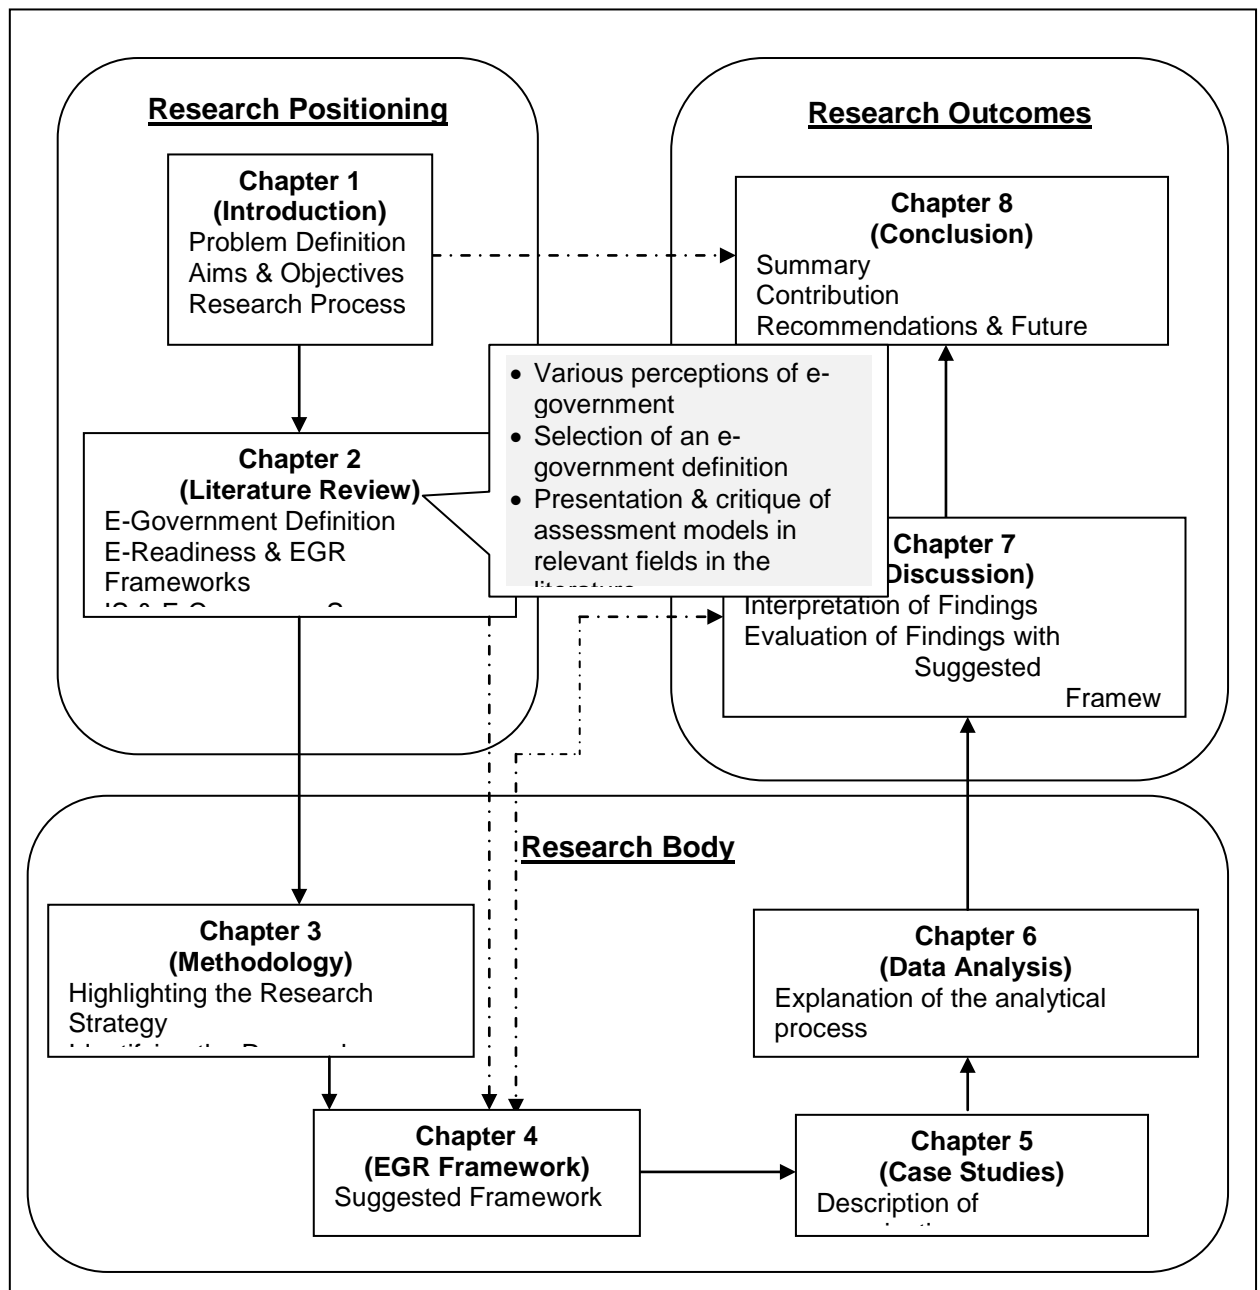 Research Positioning
Chapter 1
(Introduction)
Problem Definition
Aims & Objectives
Research Process
Chapter 2
(Literature Review)
E-Government Definition
E-Readiness & EGR
Frameworks
• Various perceptions of e-
government
• Selection of an e-
government definition
• Presentation & critique of
assessment models in
relevant fields in the
Research Outcomes
Chapter 8
(Conclusion)
Summary
Contribution
Recommendations & Future
Chapter 7
Discussion)
Interpretation of Findings
Evaluation of Findings with
Suggested
Framew
Research Body
Chapter 3
(Methodology)
Highlighting the Research
Strategy
Chapter 4
(EGR Framework)
Suggested Framework
Chapter 5
(Case Studies)
Description of
Chapter 6
(Data Analysis)
Explanation of the analytical
process